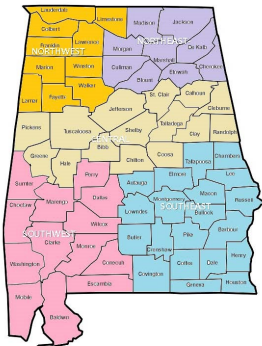 Lauderdale
Limestone
Madison
Jackson
Colbert
Lawrence
Franklin
NORTHWEST
NORTHEAST
Morgan
Marshall
De Kalb
Marion
Winston
Cullman
Cherokee
Etowah
Blount
Walker
Lamar
Fayette
St. Clair
Calhoun
Cleburne
Jefferson
Pickens
Tuscaloosa
Shelby
Talladega
Clay
Randolph
CENTRAL
Bibb
Greene
Hale
Chilton
Coosa
Tallapoosa
Chambers
Sumter
Perry
Autauga
Elmore
Lee
Macon
Choctaw
Marengo
Dallas
Montgomery
Russell
Lowndes
SOUTHEAST
Bullock
Wilcox
SOUTHWEST
Clarke
Monroe
Butler
Pike
Barbour
Crenshaw
Washington
Conecuh
Coffee
Dale
Henry
Covington
Escambia
Geneva
Houston
Mobile
Baldwin